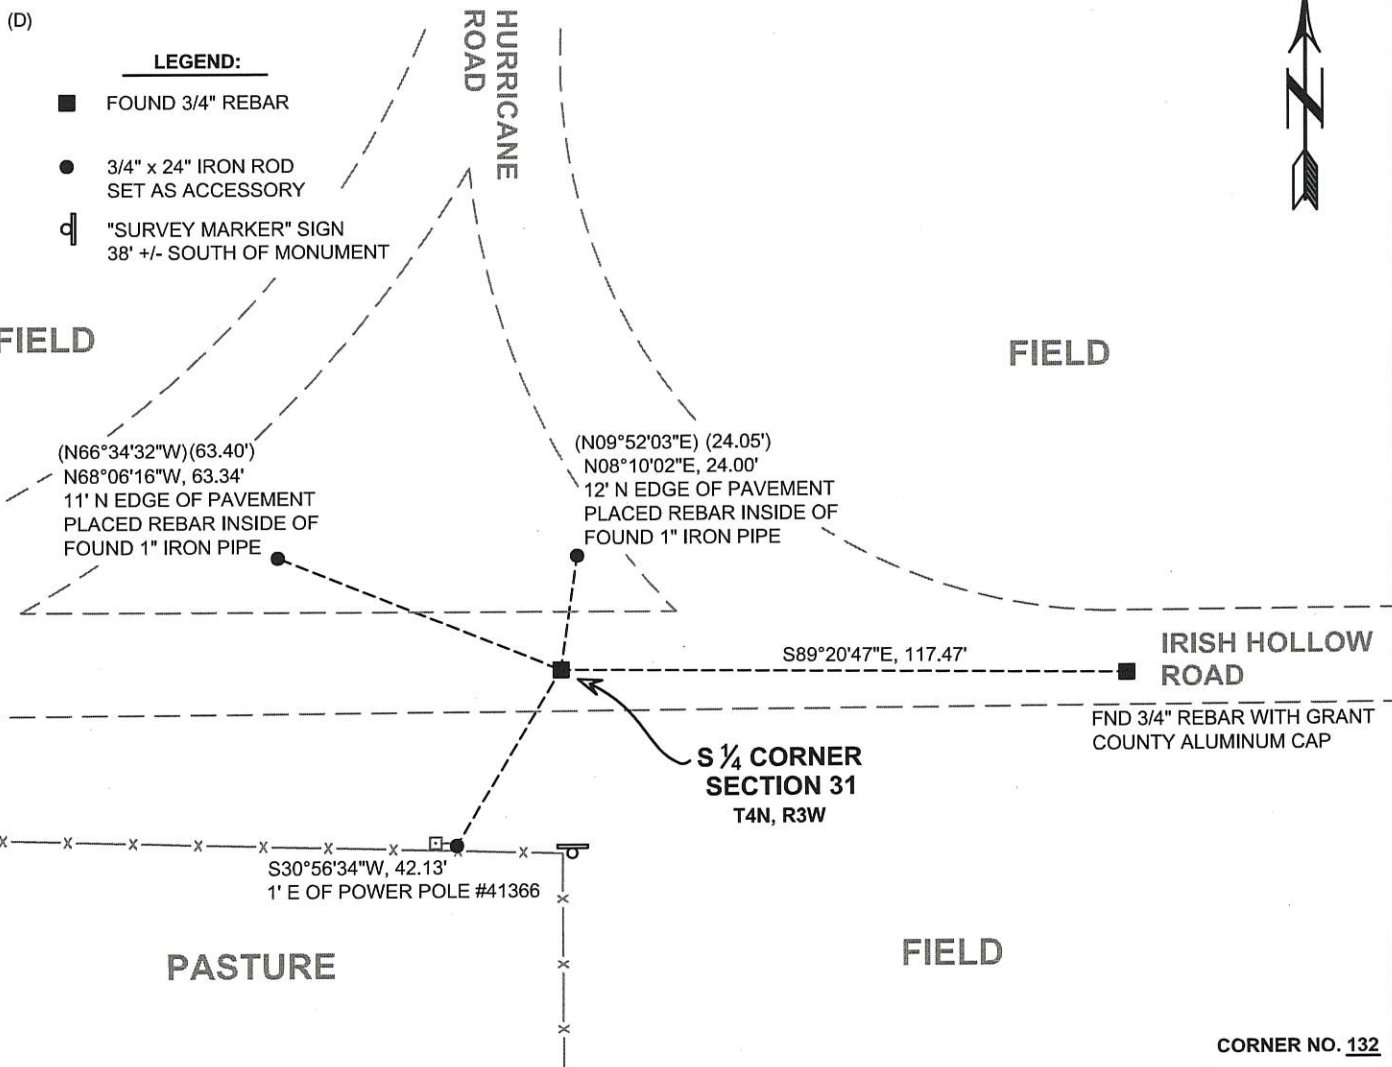 (D)
LEGEND:
FOUND 3/4" REBAR
3/4" x 24" IRON ROD
SET AS ACCESSORY
"SURVEY MARKER" SIGN
38' +/- SOUTH OF MONUMENT
HURRICANE
ROAD
N
FIELD
FIELD
(N66°34'32"W)(63.40')
N68°06'16"W, 63.34'
11' N EDGE OF PAVEMENT
PLACED REBAR INSIDE OF
FOUND 1" IRON PIPE
(N09°52'03"E) (24.05')
N08°10'02"E, 24.00'
12' N EDGE OF PAVEMENT
PLACED REBAR INSIDE OF
FOUND 1" IRON PIPE
S89°20'47"E, 117.47'
IRISH HOLLOW
ROAD
FND 3/4" REBAR WITH GRANT
COUNTY ALUMINUM CAP
S 1/4 CORNER
SECTION 31
T4N, R3W
S30°56'34"W, 42.13'
1' E OF POWER POLE #41366
PASTURE
FIELD
CORNER NO. 132